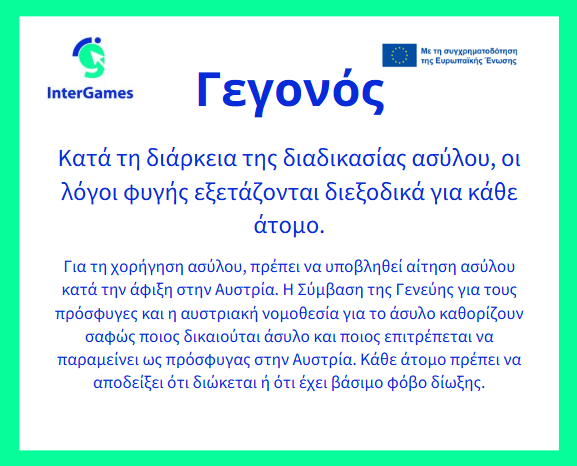 InterGames
Με τη συγχρηματοδότηση
της Ευρωπαϊκής Ένωσης
Γεγονός
Κατά τη διάρκεια της διαδικασίας ασύλου, οι
λόγοι φυγής εξετάζονται διεξοδικά για κάθε
άτομο.
Για τη χορήγηση ασύλου, πρέπει να υποβληθεί αίτηση ασύλου
κατά την άφιξη στην Αυστρία. Η Σύμβαση της Γενεύης για τους
πρόσφυγες και η αυστριακή νομοθεσία για το άσυλο καθορίζουν
σαφώς ποιος δικαιούται άσυλο και ποιος επιτρέπεται να
παραμείνει ως πρόσφυγας στην Αυστρία. Κάθε άτομο πρέπει να
αποδείξει ότι διώκεται ή ότι έχει βάσιμο φόβο δίωξης.